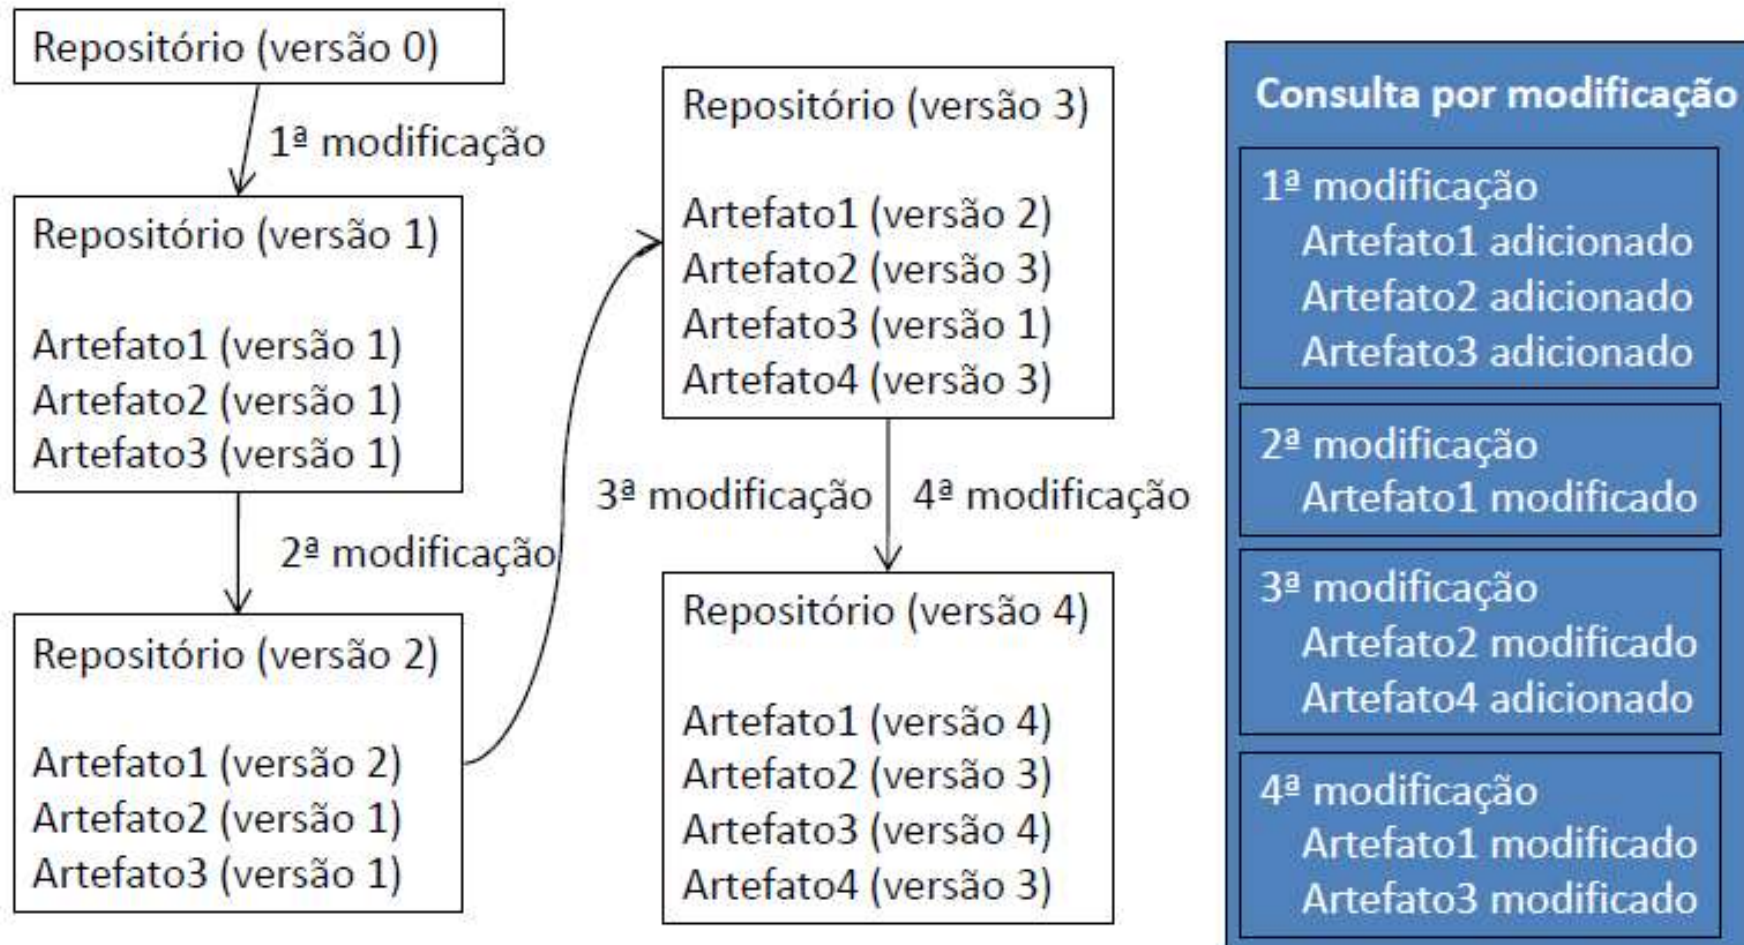 Repositório (versão 0)
1ª modificação
Repositório (versão 1)
Artefato1 (versão 1)
Artefato2 (versão 1)
Artefato3 (versão 1)
2ª modificação
Repositório (versão 2)
Artefato1 (versão 2)
Artefato2 (versão 1)
Artefato3 (versão 1)
3ª modificação
Repositório (versão 3)
Artefato1 (versão 2)
Artefato2 (versão 3)
Artefato3 (versão 1)
Artefato4 (versão 3)
4ª modificação
Repositório (versão 4)
Artefato1 (versão 4)
Artefato2 (versão 3)
Artefato3 (versão 4)
Artefato4 (versão 3)
Consulta por modificação
1ª modificação
Artefato1 adicionado
Artefato2 adicionado
Artefato3 adicionado
2ª modificação
Artefato1 modificado
3ª modificação
Artefato2 modificado
Artefato4 adicionado
4ª modificação
Artefato1 modificado
Artefato3 modificado